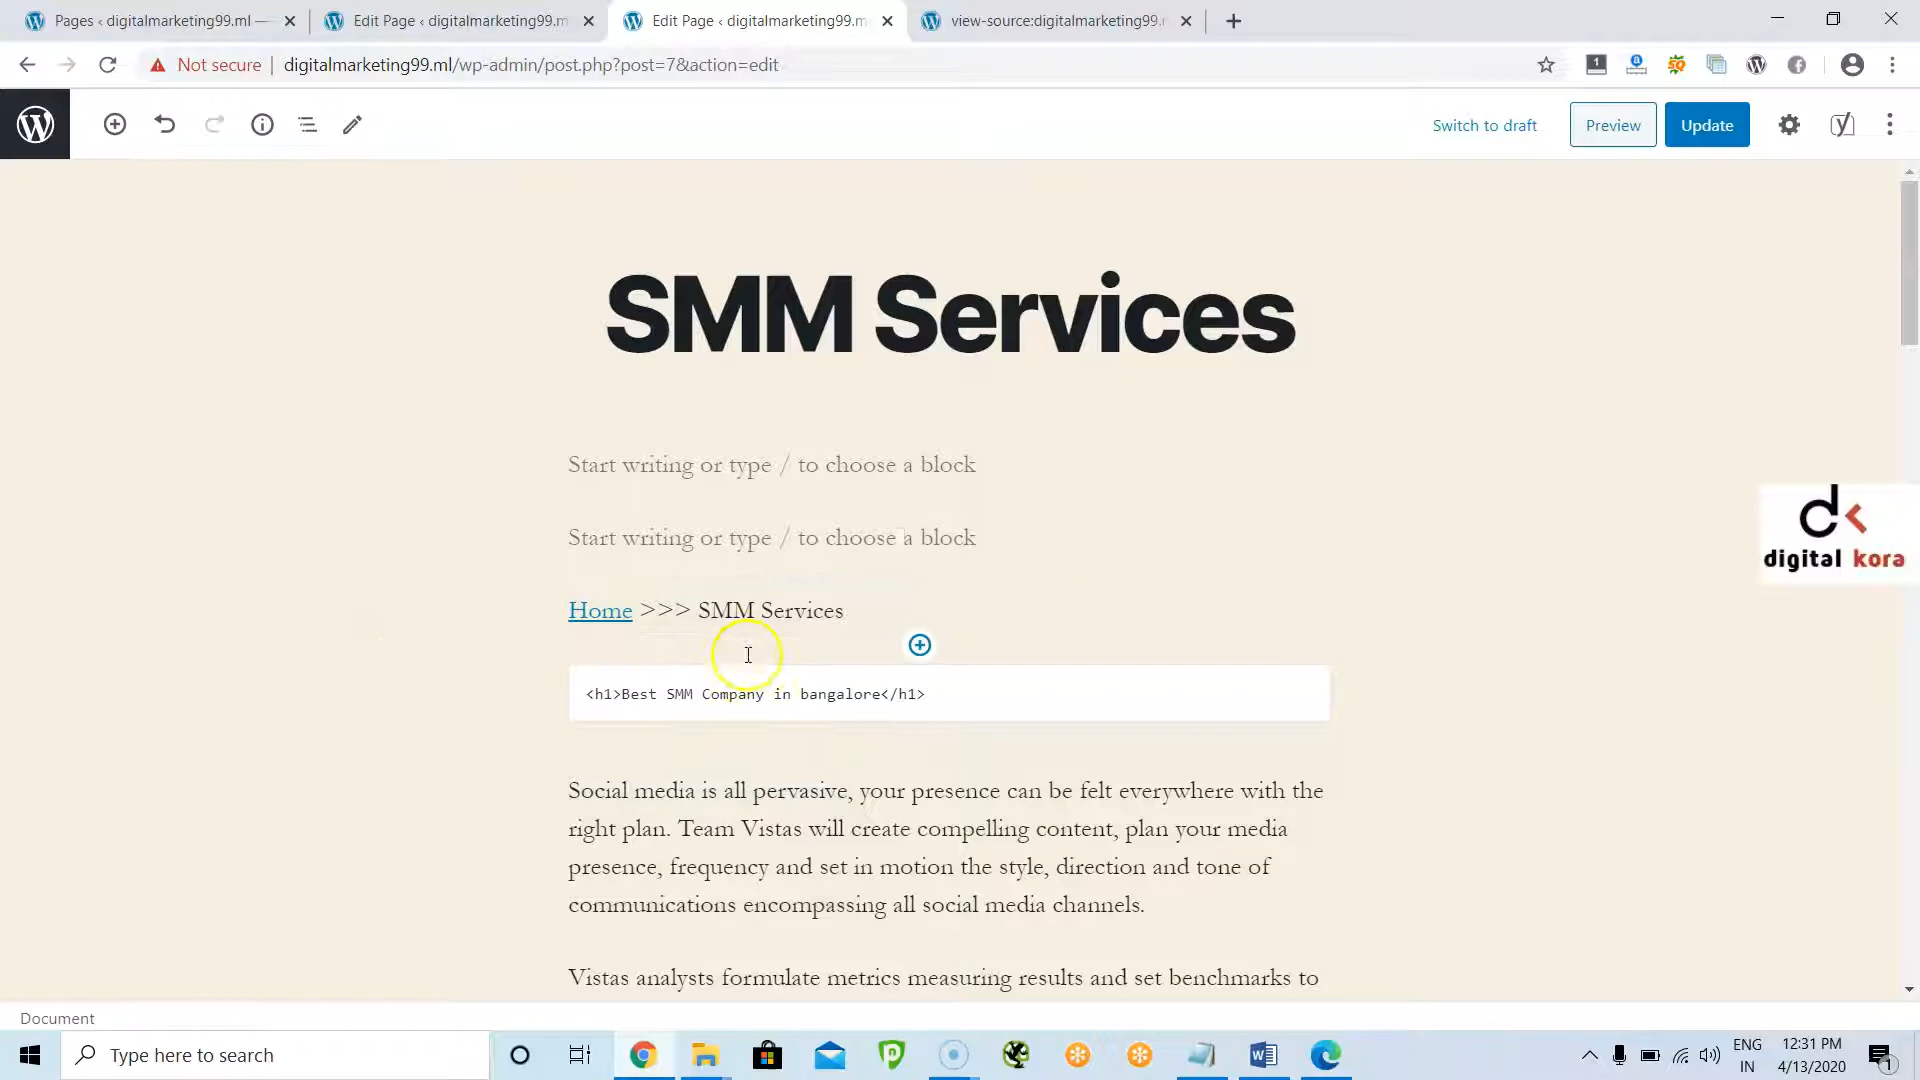 Pages ‹ digitalmarketing99.ml —
Edit Page ‹ digitalmarketing99.m
Edit Page ‹ digitalmarketing99.m
view-source:digitalmarketing99.
Not secure
digitalmarketing99.ml/wp-admin/post.php?post=7&action=edit
Switch to draft
Preview
Update
SMM Services
Start writing or type / to choose a block
Start writing or type / to choose a block
Home >>> SMM Services
<h1>Best SMM Company in bangalore</h1>
Social media is all pervasive, your presence can be felt everywhere with the
right plan. Team Vistas will create compelling content, plan your media
presence, frequency and set in motion the style, direction and tone of
communications encompassing all social media channels.
Vistas analysts formulate metrics measuring results and set benchmarks to
dk
digital kora
Document
Type here to search
ENG
IN
12:31 PM
4/13/2020
1